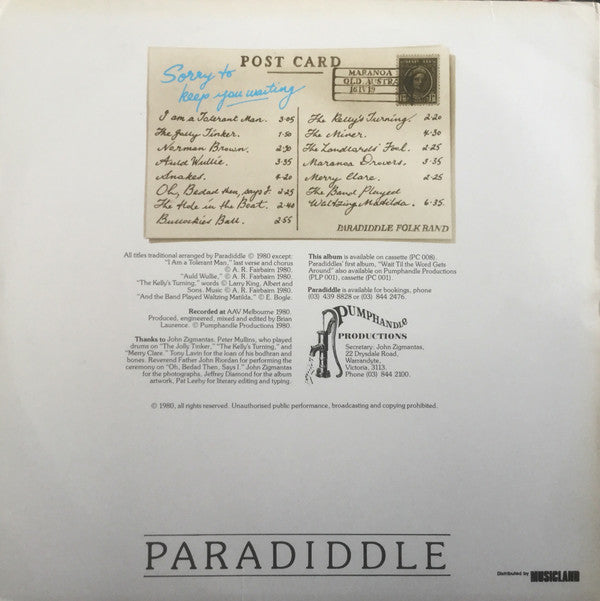 POST CARD
Sorry to
keep you waiting
MARANOA
QLD AUSTRA
I am a Tolerant Man. 3·05
The Jolly Tinker. 1·50
Norman Brown. 2·30
Auld Wullie. 3·35
Snakes. 4·20
Oh, Bedad then, says I. 2·25
The Hole in the Boat. 2·40
Bullockies Ball. 2·55
The Kelly's Turning. 2·20
The Miner. 4·30
The Landlord's Fool. 2·25
Maranoa Drovers. 3·35
Merry Clare. 2·25
The Band Played
Waltzing Matilda. 6·35.
PARADIDDLE FOLK BAND
All titles traditional arranged by Paradiddle © 1980 except:
"I Am a Tolerant Man," last verse and chorus
© A. R. Fairbairn 1980.
"Auld Wullie," © A. R. Fairbairn 1980.
"The Kelly's Turning," words © Larry King, Albert and
Sons. Music © A. R. Fairbairn 1980.
"And the Band Played Waltzing Matilda," © E. Bogle.
Recorded at AAV Melbourne 1980.
Produced, engineered, mixed and edited by Brian
Laurence. © Pumphandle Productions 1980.
Thanks to John Zigmantas, Peter Mullins, who played
drums on "The Jolly Tinker," "The Kelly's Turning," and
"Merry Clare." Tony Lavin for the loan of his bodhran and
bones. Reverend Father John Riordan for performing the
ceremony on "Oh, Bedad Then, Says I." John Zigmantas
for the photographs, Jeffrey Diamond for the album
artwork. Pat Leehy for literary editing and typing.
This album is available on cassette (PC 008).
Paradiddles' first album, "Wait Til the Word Gets
Around" also available on Pumphandle Productions
(PLP 001), cassette (PC 001).
Paradiddle is available for bookings, phone
(03) 439 8828 or (03) 844 2476.
PUMPHANDLE
PRODUCTIONS
Secretary: John Zigmantas,
22 Drysdale Road,
Warrandyte,
Victoria, 3113.
Phone (03) 844 2100.
© 1980, all rights reserved. Unauthorised public performance, broadcasting and copying prohibited.
PARADIDDLE
Distributed by MUSICLAND